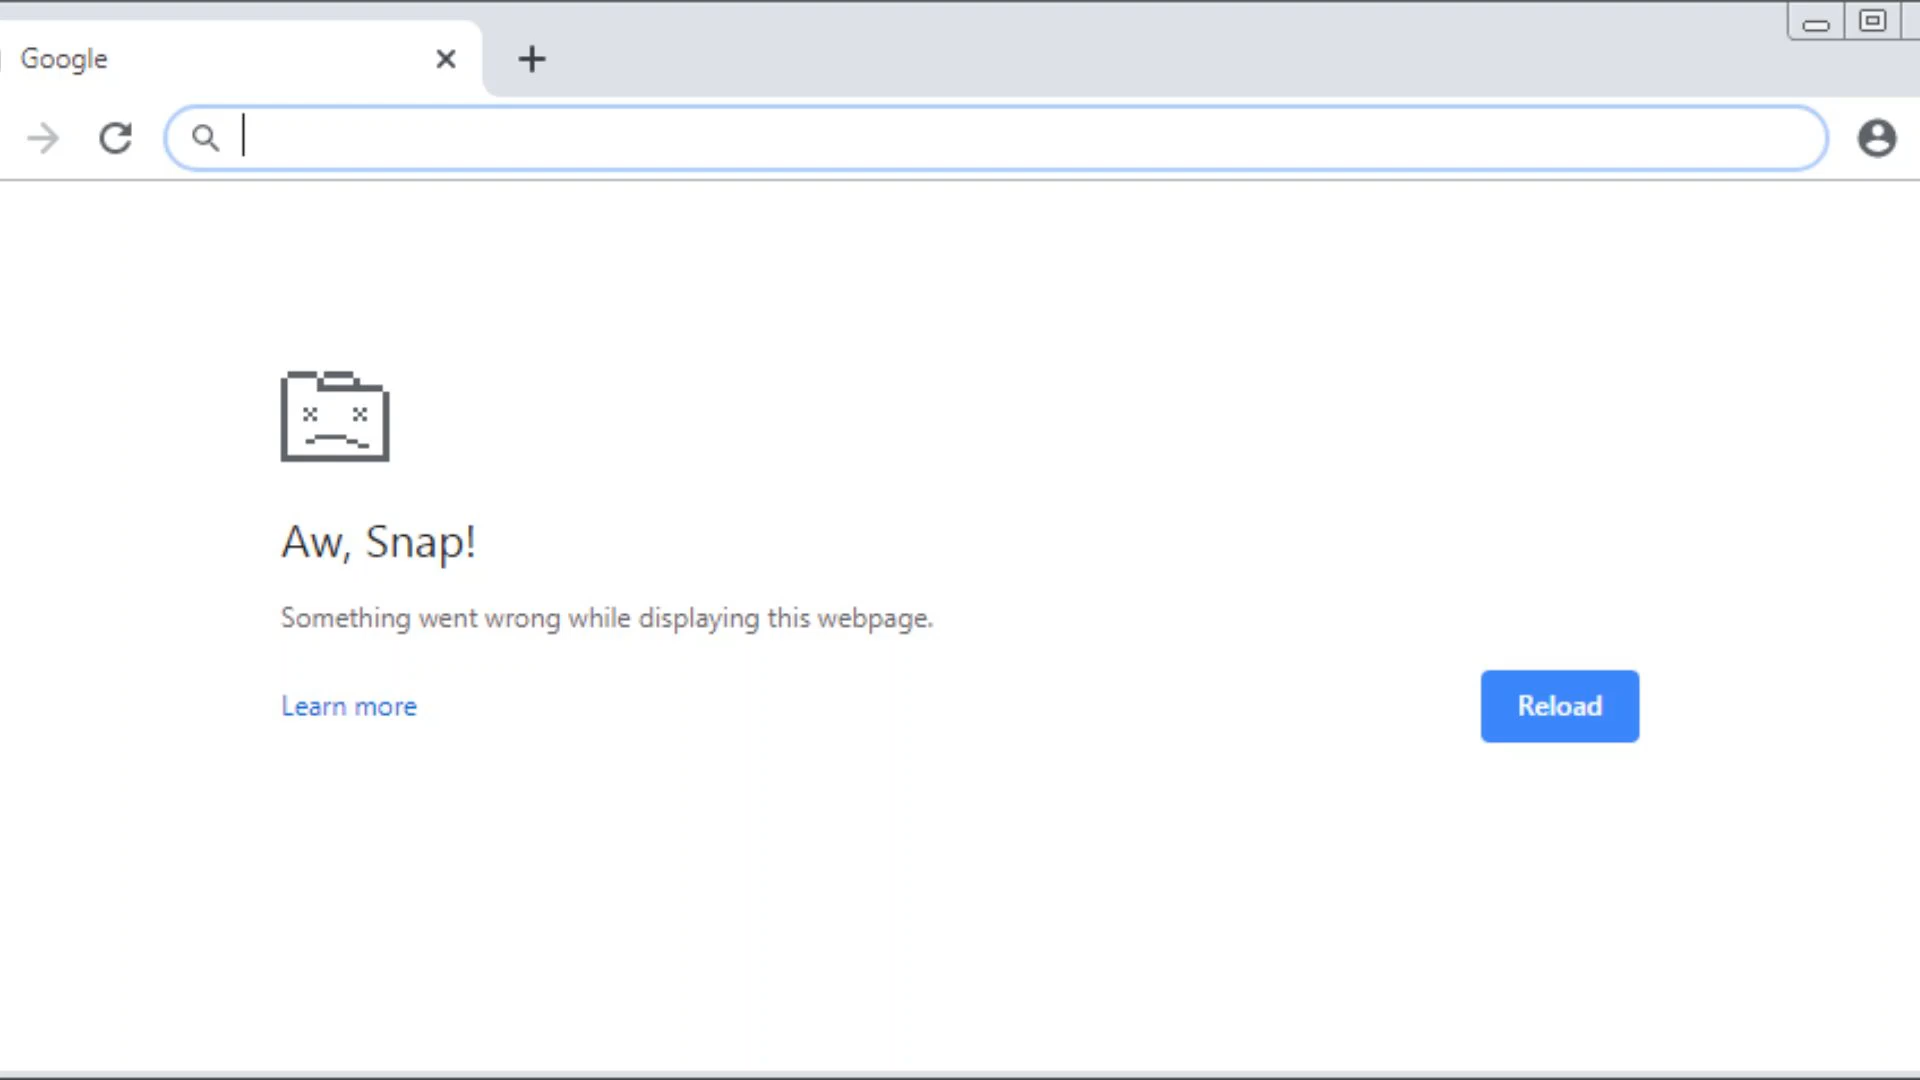 Google
Aw, Snap!
Something went wrong while displaying this webpage.
Learn more
Reload